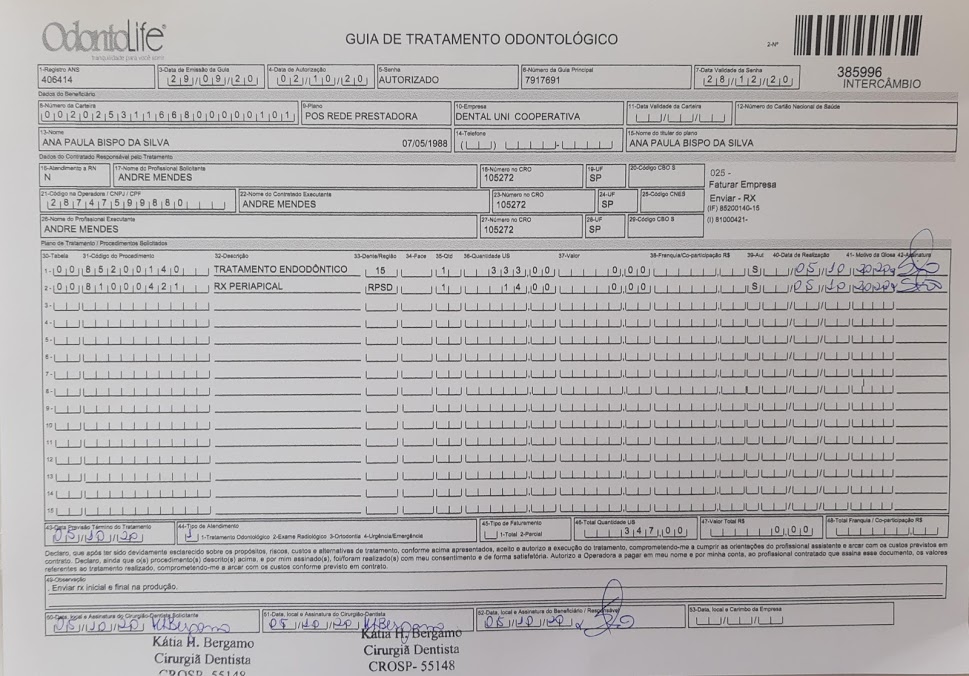 OdontoLife
tranquilidade para você sorrir
GUIA DE TRATAMENTO ODONTOLÓGICO
2-Nº
385996
INTERCÂMBIO
1-Registro ANS 3-Data de Emissão da Guia 4-Data de Autorização 5-Senha 6-Número da Guia Principal 7-Data Validade da Senha
406414 29/09/20 02/10/20 AUTORIZADO 7917691 28/12/20
Dados do Beneficiário
8-Número da Carteira 9-Plano 10-Empresa 11-Data Validade da Carteira 12-Número do Cartão Nacional de Saúde
00202531166800000101 POS REDE PRESTADORA DENTAL UNI COOPERATIVA
13-Nome 14-Telefone 15-Nome do titular do plano
ANA PAULA BISPO DA SILVA 07/05/1988 ANA PAULA BISPO DA SILVA
Dados do Contratado Responsável pelo Tratamento
16-Atendimento a RN 17-Nome do Profissional Solicitante 18-Número no CRO 19-UF 20-Código CBO S
N ANDRE MENDES 105272 SP
025 -
Faturar Empresa
Enviar - RX
(IF) 85200140-15
(I) 81000421-
21-Código na Operadora / CNPJ / CPF 22-Nome do Contratado Executante 23-Número no CRO 24-UF 25-Código CNES
28747598880 ANDRE MENDES 105272 SP
26-Nome do Profissional Executante 27-Número no CRO 28-UF 29-Código CBO S
ANDRE MENDES 105272 SP
Plano de Tratamento / Procedimentos Solicitados
30-Tabela 31-Código do Procedimento 32-Descrição 33-Dente/Região 34-Face 35-Qtd 36-Quantidade US 37-Valor 38-Franquia/Co-participação R$ 39-Aut 40-Data de Realização 41- Motivo da Glosa 42-Assinatura
1- 00 85200140 TRATAMENTO ENDODÔNTICO 15 1 333,00 0,00 S 05/10/2020
2- 00 81000421 RX PERIAPICAL RPSD 1 14,00 0,00 S 05/10/2020
3-
4-
5-
6-
7-
8-
9-
10
11
12
13
14
15
43-Data Previsão Término do Tratamento 44-Tipo de Atendimento 45-Tipo de Faturamento 46-Total Quantidade US 47-Valor Total R$ 48-Total Franquia / Co-participação R$
05/10/20 1 1-Tratamento Odontológico 2-Exame Radiológico 3-Ortodontia 4-Urgência/Emergência 1-Total 2-Parcial 347,00 0,00
Declaro, que após ter sido devidamente esclarecido sobre os propósitos, riscos, custos e alternativas de tratamento, conforme acima apresentados, aceito e autorizo a execução do tratamento, comprometendo-me a cumprir as orientações do profissional assistente e arcar com os custos previstos em
contrato. Declaro, ainda que o(s) procedimento(s) descrito(s) acima, e por mim assinado(s), foi/foram realizado(s) com meu consentimento e de forma satisfatória. Autorizo a Operadora a pagar em meu nome e por minha conta, ao profissional contratado que assina esse documento, os valores
referentes ao tratamento realizado, comprometendo-me a arcar com os custos conforme previsto em contrato.
49-Observação
Enviar rx inicial e final na produção.
50-Data, local e Assinatura do Cirurgião-Dentista Solicitante 51-Data, local e Assinatura do Cirurgião-Dentista 52-Data, local e Assinatura do Beneficiário / Responsável 53-Data, local e Carimbo da Empresa
05/10/20 KHBergamo 05/10/20 KHBergamo 05/10/20
Kátia H. Bergamo Kátia H. Bergamo
Cirurgiã Dentista Cirurgiã Dentista
CROSP- 55148 CROSP- 55148